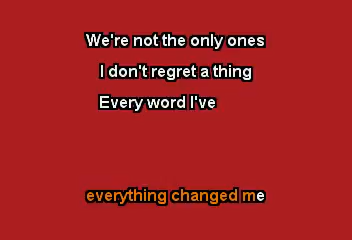 We're not the only ones
I don't regret a thing
Every word I've
everything changed me